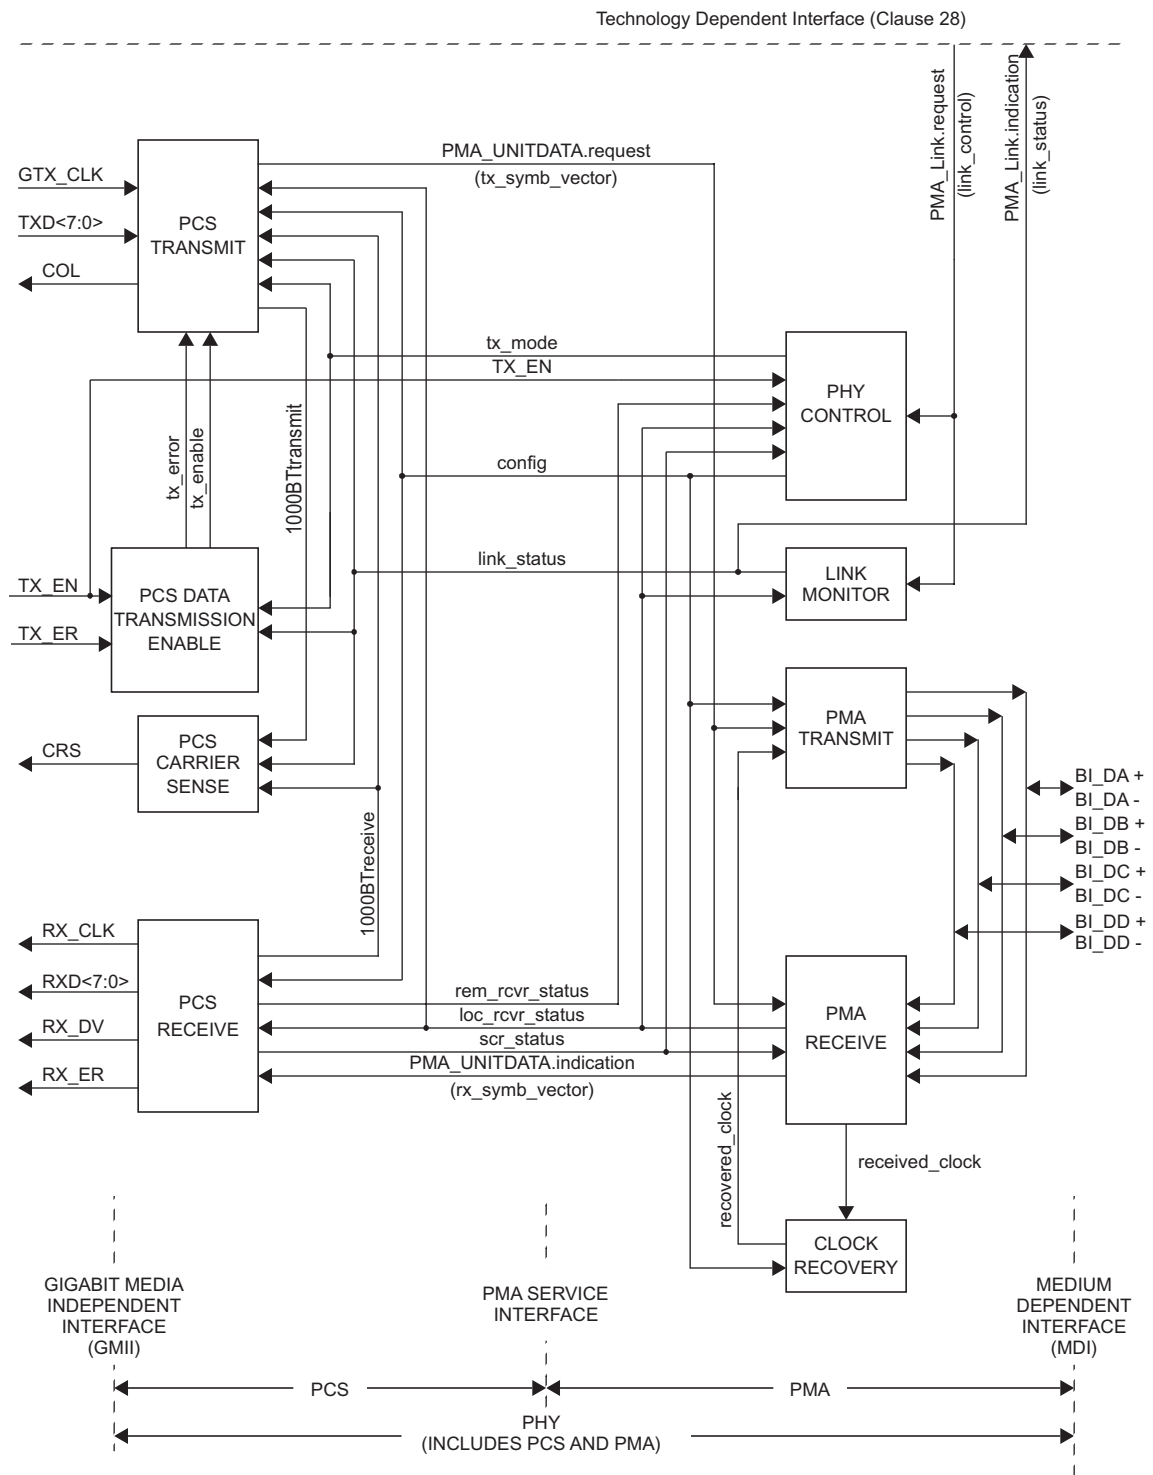 Technology Dependent Interface (Clause 28)
PMA_Link.request
(link_control)
PMA_Link.indication
(link_status)
PMA_UNITDATA.request
(tx_symb_vector)
GTX_CLK
TXD<7:0>
COL
PCS
TRANSMIT
tx_mode
TX_EN
PHY
CONTROL
tx_error
tx_enable
1000BTtransmit
config
link_status
LINK
MONITOR
TX_EN
TX_ER
PCS DATA
TRANSMISSION
ENABLE
PMA
TRANSMIT
CRS
PCS
CARRIER
SENSE
BI_DA +
BI_DA -
BI_DB +
BI_DB -
BI_DC +
BI_DC -
BI_DD +
BI_DD -
1000BTreceive
RX_CLK
RXD<7:0>
RX_DV
RX_ER
PCS
RECEIVE
rem_rcvr_status
loc_rcvr_status
scr_status
PMA_UNITDATA.indication
(rx_symb_vector)
PMA
RECEIVE
recovered_clock
received_clock
CLOCK
RECOVERY
GIGABIT MEDIA
INDEPENDENT
INTERFACE
(GMII)
PMA SERVICE
INTERFACE
MEDIUM
DEPENDENT
INTERFACE
(MDI)
PCS
PMA
PHY
(INCLUDES PCS AND PMA)